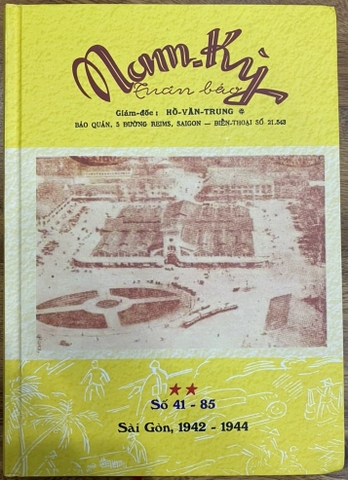 Nam-Kỳ
Tuần báo
Giám-đốc : HỒ-VĂN-TRUNG
BÁO QUÁN, 5 ĐƯỜNG REIMS, SAIGON — ĐIỆN-THOẠI SỐ 21.543
Số 41 - 85
Sài Gòn, 1942 - 1944